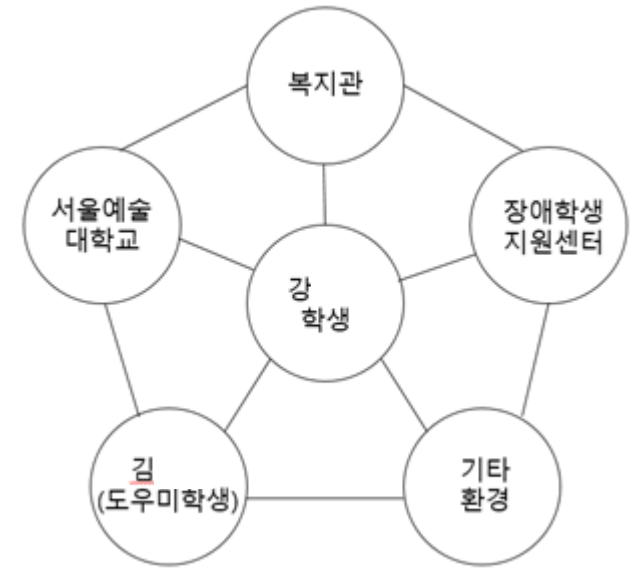 복지관
서울예술
대학교
장애학생
지원센터
강
학생
김
(도우미학생)
기타
환경